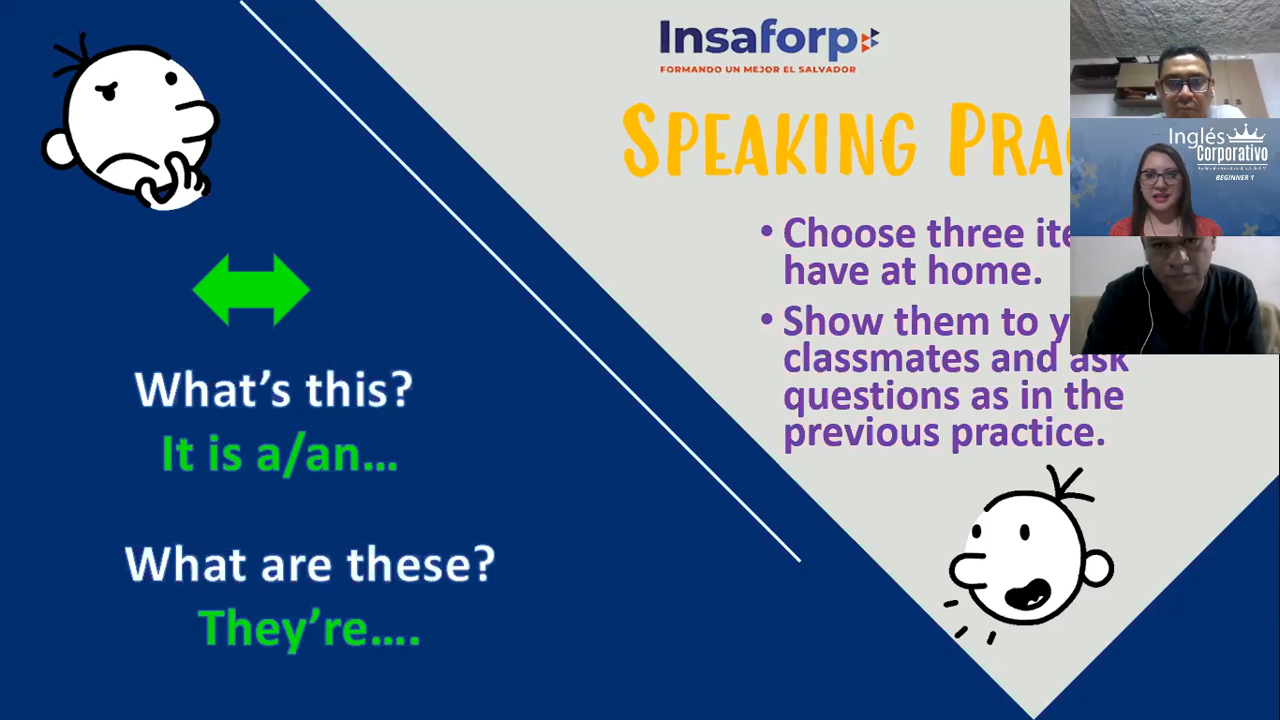 Insaforp
FORMANDO UN MEJOR EL SALVADOR
SPEAKING
• Choose three
have at home.
• Show them to
classmates and ask
questions as in the
previous practice.
What's this?
It is a/an...
What are these?
They're....
Inglés
Corporativo
BEGINNER 1